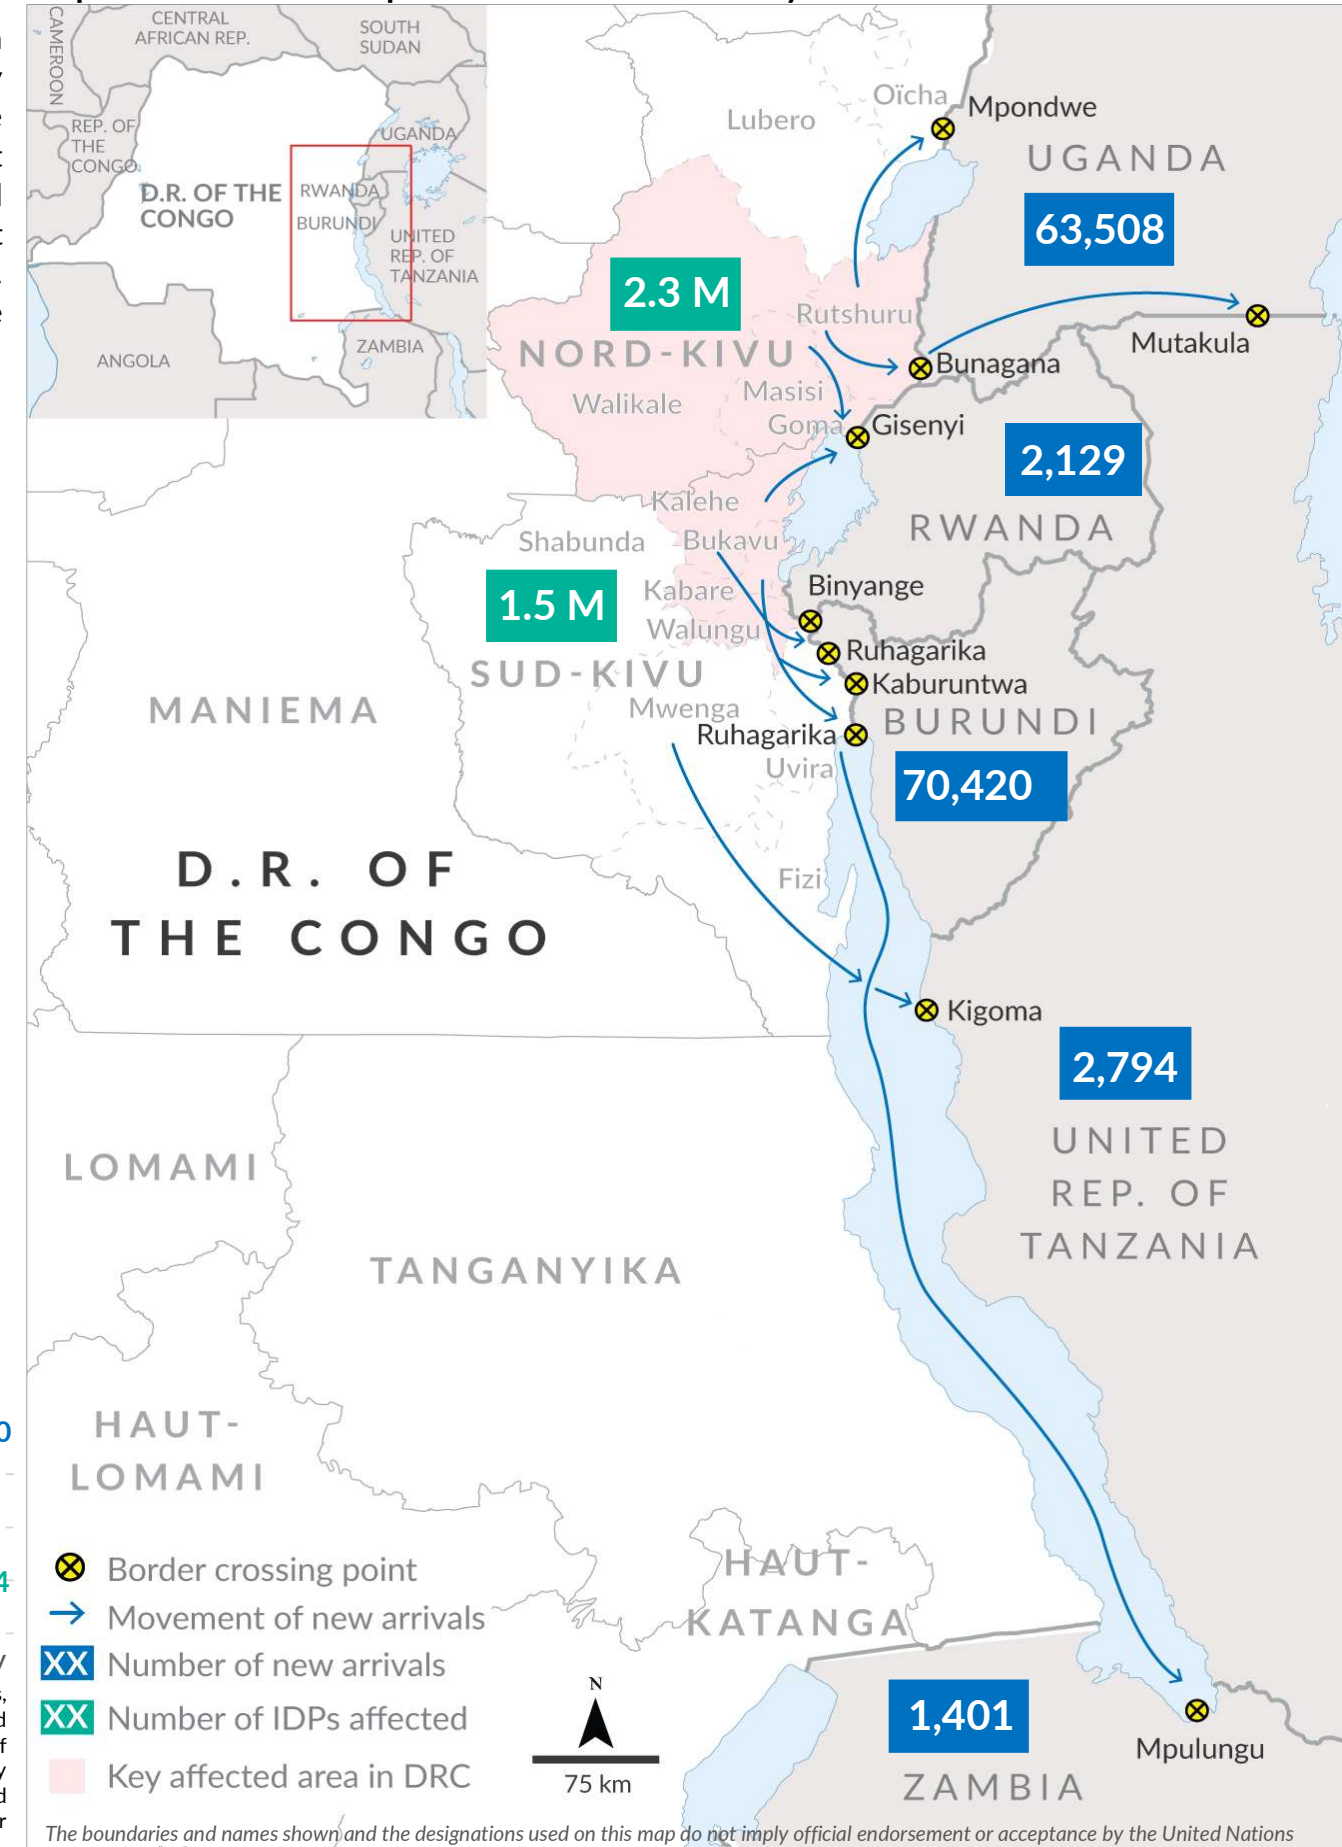 CAMEROON
CENTRAL
AFRICAN REP.
SOUTH
SUDAN
REP. OF
THE
CONGO
UGANDA
D.R. OF THE
CONGO
RWANDA
BURUNDI
UNITED
REP. OF
TANZANIA
ANGOLA
ZAMBIA
Oïcha
Mpondwe
Lubero
UGANDA
63,508
2.3 M
Rutshuru
NORD-KIVU
Mutakula
Bunagana
Masisi
Walikale
Goma
Gisenyi
2,129
RWANDA
Kalehe
Shabunda
Bukavu
Binyange
Kabare
1.5 M
Walungu
Ruhagarika
SUD-KIVU
Kaburuntwa
MANIEMA
Mwenga
BURUNDI
Ruhagarika
Uvira
70,420
D.R. OF
THE CONGO
Fizi
Kigoma
2,794
UNITED
REP. OF
TANZANIA
LOMAMI
TANGANYIKA
HAUT-
LOMAMI
HAUT-
KATANGA
Border crossing point
Movement of new arrivals
XX Number of new arrivals
XX Number of IDPs affected
Key affected area in DRC
N
75 km
1,401
Mpulungu
ZAMBIA
The boundaries and names shown and the designations used on this map do not imply official endorsement or acceptance by the United Nations